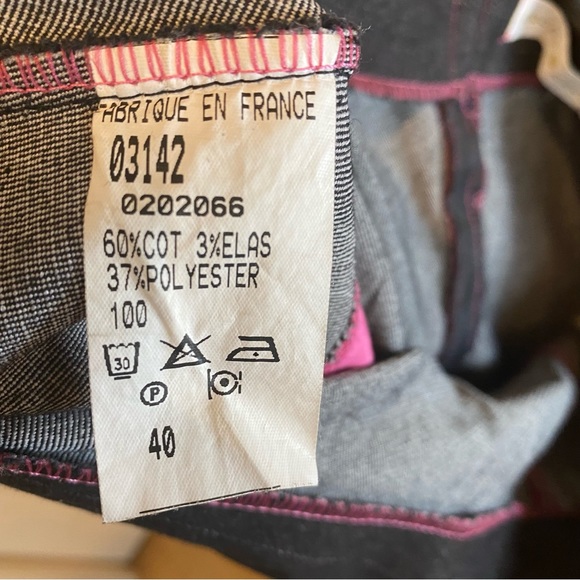 FABRIQUE EN FRANCE
03142
0202066
60%COT 3%ELAS
37%POLYESTER
100
30
P
40